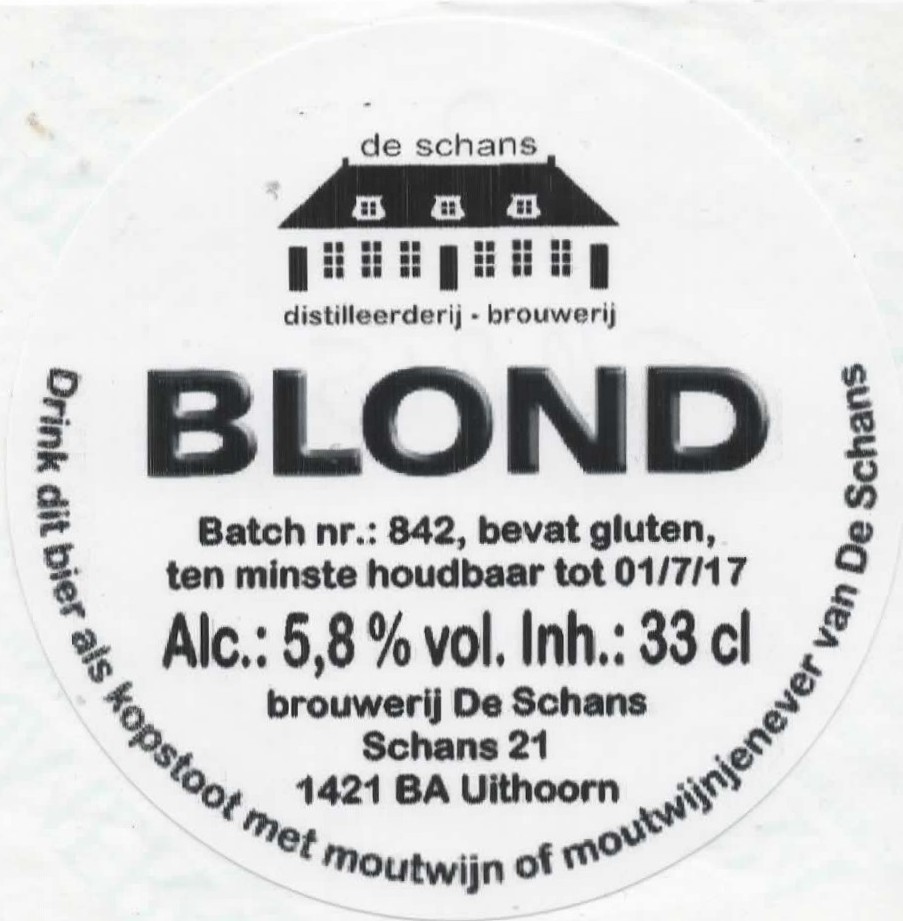 de schans
distilleerderij - brouwerij
BLOND
Batch nr.: 842, bevat gluten,
ten minste houdbaar tot 01/7/17
Alc.: 5,8 % vol. Inh.: 33 cl
brouwerij De Schans
Schans 21
1421 BA Uithoorn
Drink dit bier als kopstoot met moutwijn of moutwijnjenever van De Schans